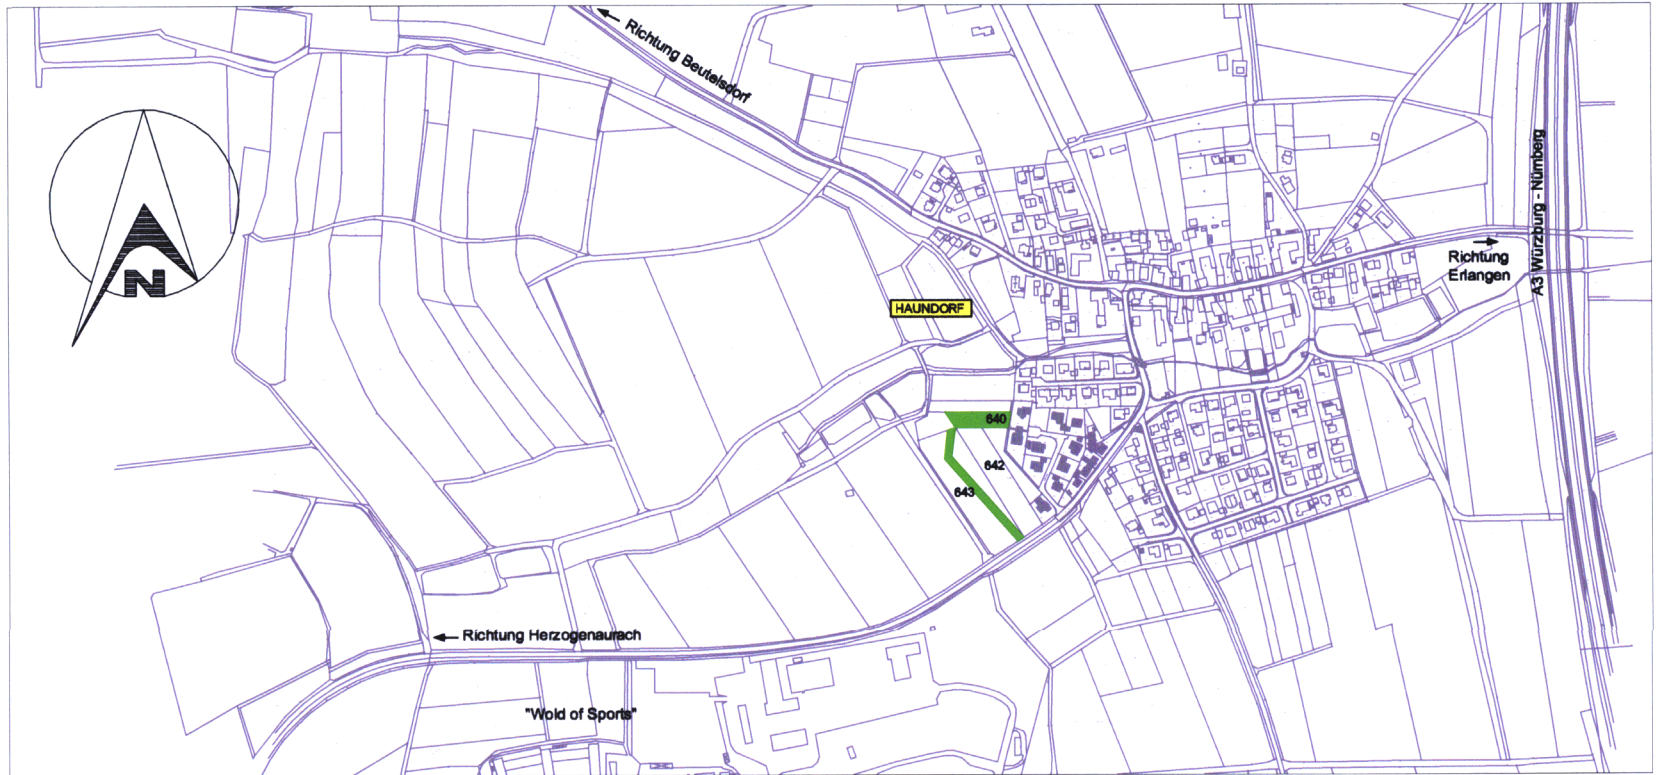 Richtung Beutelsdorf
A3 Würzburg - Nürnberg
Richtung
Erlangen
HAUNDORF
N
640
642
643
Richtung Herzogenaurach
"Wold of Sports"